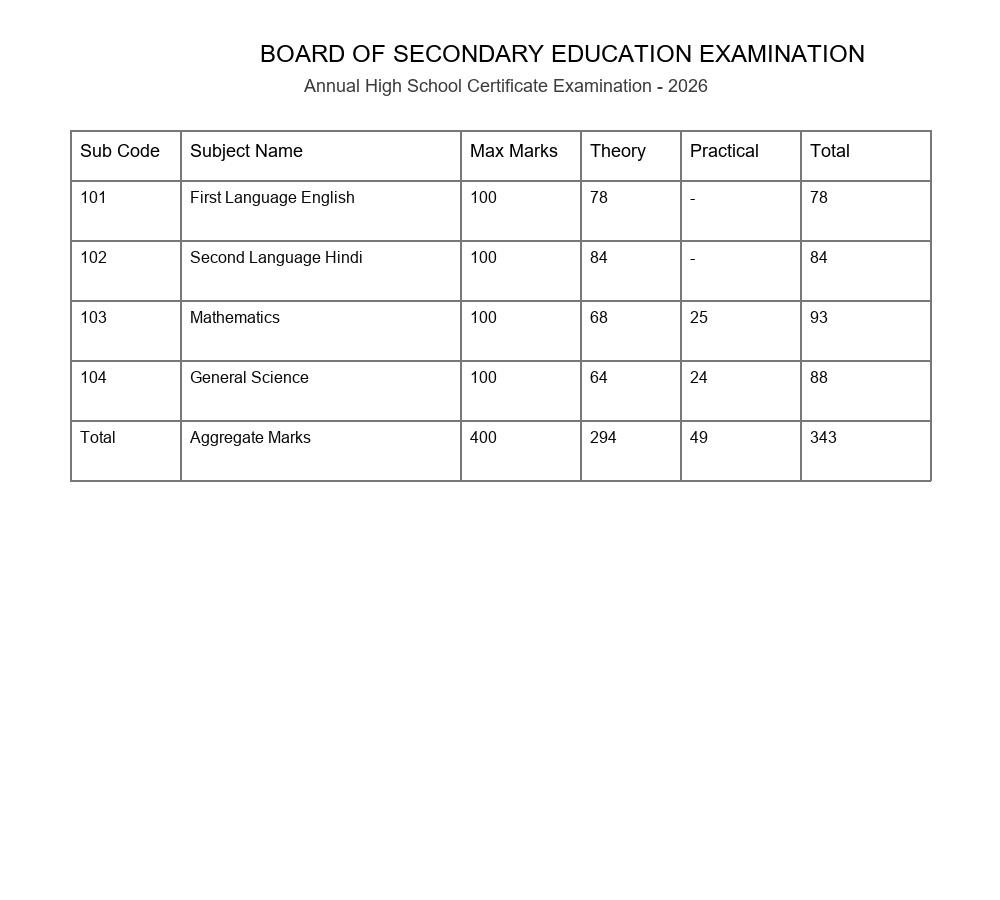 BOARD OF SECONDARY EDUCATION EXAMINATION
Annual High School Certificate Examination - 2026
Sub Code Subject Name Max Marks Theory Practical Total
101 First Language English 100 78 - 78
102 Second Language Hindi 100 84 - 84
103 Mathematics 100 68 25 93
104 General Science 100 64 24 88
Total Aggregate Marks 400 294 49 343